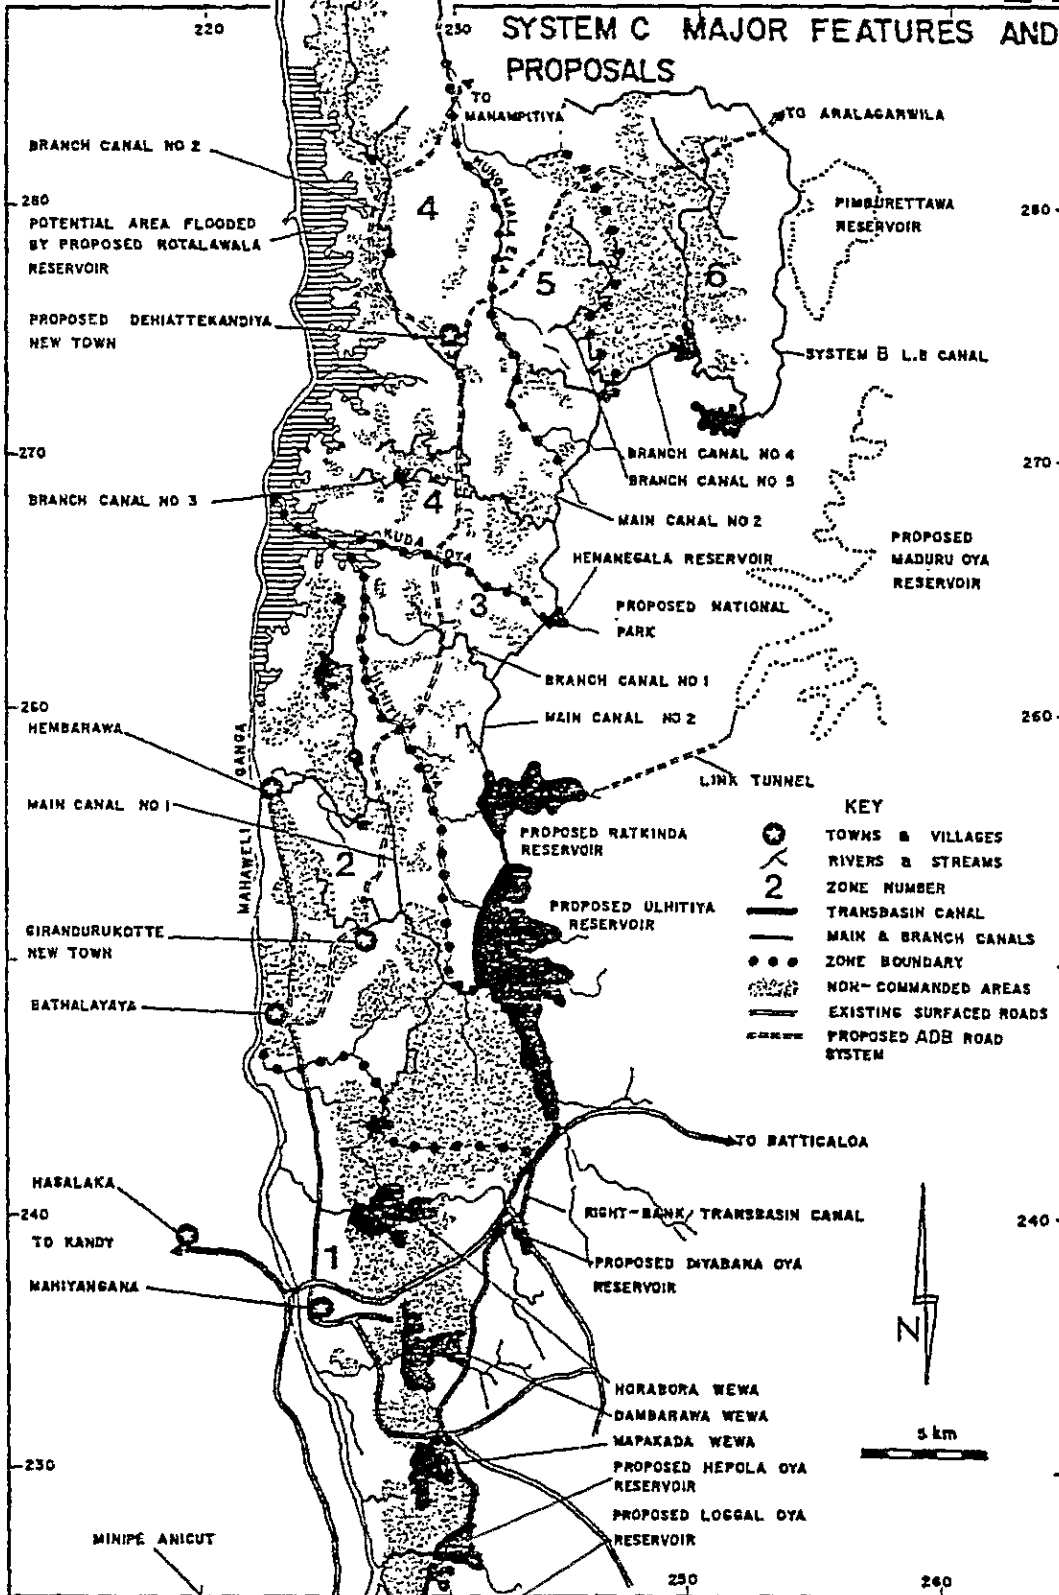 SYSTEM C MAJOR FEATURES AND
PROPOSALS
220
230
TO
MANAMPITIYA
TO ARALAGANWILA
BRANCH CANAL NO 2
280
POTENTIAL AREA FLOODED
BY PROPOSED ROTALAWALA
RESERVOIR
HUNGAMALA ELA
4
5
6
PIMBURETTAWA
RESERVOIR
280
PROPOSED DEHIATTEKANDIYA
NEW TOWN
SYSTEM B L.B CANAL
270
BRANCH CANAL NO 4
BRANCH CANAL NO 5
270
BRANCH CANAL NO 3
4
MAIN CANAL NO 2
KUDA OYA
HENANEGALA RESERVOIR
PROPOSED
MADURU OYA
RESERVOIR
3
PROPOSED NATIONAL
PARK
BRANCH CANAL NO 1
260
MAIN CANAL NO 2
260
HEMBARAWA
MAHAWELI GANGA
OYA
LINK TUNNEL
MAIN CANAL NO 1
2
PROPOSED RATKINDA
RESERVOIR
KEY
TOWNS & VILLAGES
RIVERS & STREAMS
2 ZONE NUMBER
TRANSBASIN CANAL
MAIN & BRANCH CANALS
ZONE BOUNDARY
NON-COMMANDED AREAS
EXISTING SURFACED ROADS
PROPOSED ADB ROAD
SYSTEM
PROPOSED ULHITIYA
RESERVOIR
GIRANDURUKOTTE
NEW TOWN
BATHALAYAYA
TO BATTICALOA
HASALAKA
240
TO KANDY
RIGHT-BANK TRANSBASIN CANAL
240
1
PROPOSED DIYABANA OYA
RESERVOIR
MAHIYANGANA
N
HORABORA WEWA
DAMBARAWA WEWA
MAPAKADA WEWA
5 km
230
PROPOSED HEPOLA OYA
RESERVOIR
PROPOSED LOGGAL OYA
RESERVOIR
MINIPE ANICUT
250
260